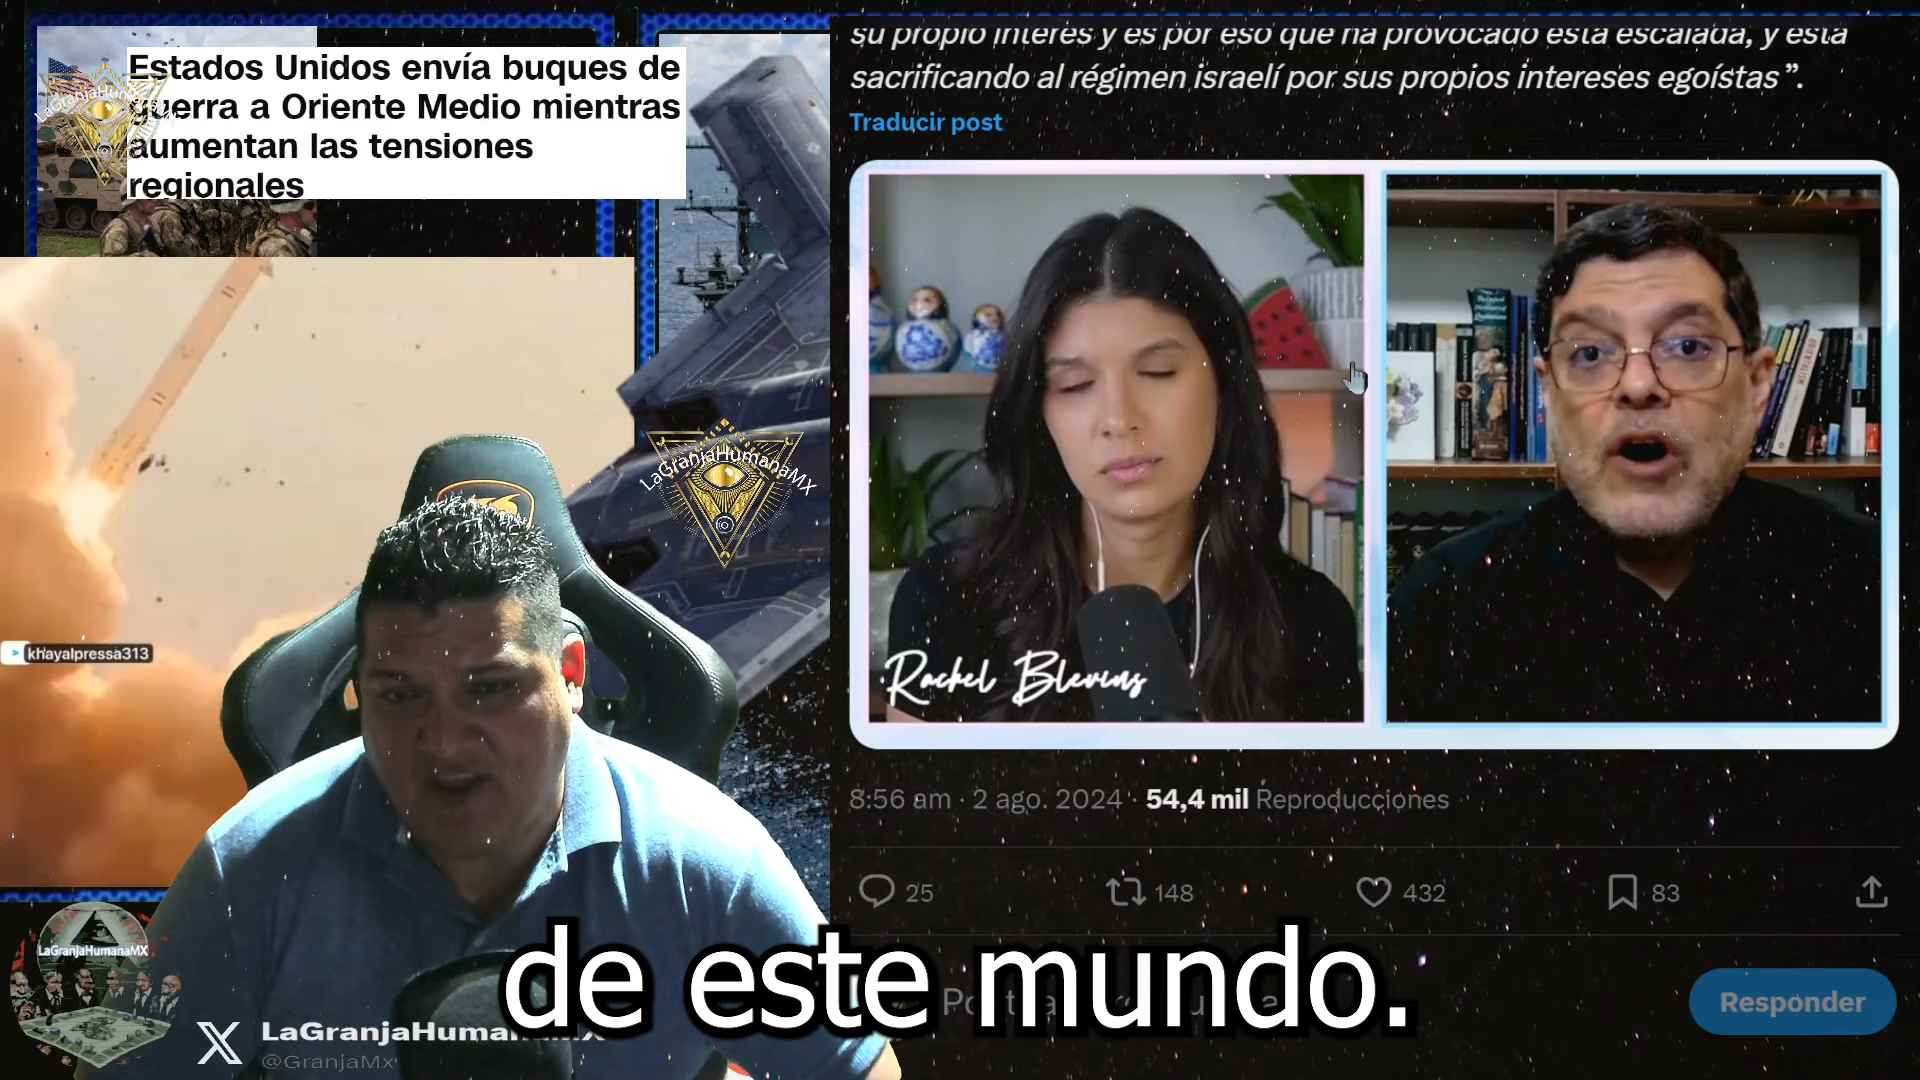 Estados Unidos envía buques de
guerra a Oriente Medio mientras
aumentan las tensiones
regionales
su propio interés y es por eso que ha provocado esta escalada, y está
sacrificando al régimen israelí por sus propios intereses egoístas”.
Traducir post
LaGranjaHumanaMX
Rachel Blevins
khayalpressa313
8:56 am · 2 ago. 2024 · 54,4 mil Reproducciones
25 148 432 83
de este mundo.
Responder
LaGranjaHumanaMX
@GranjaMx